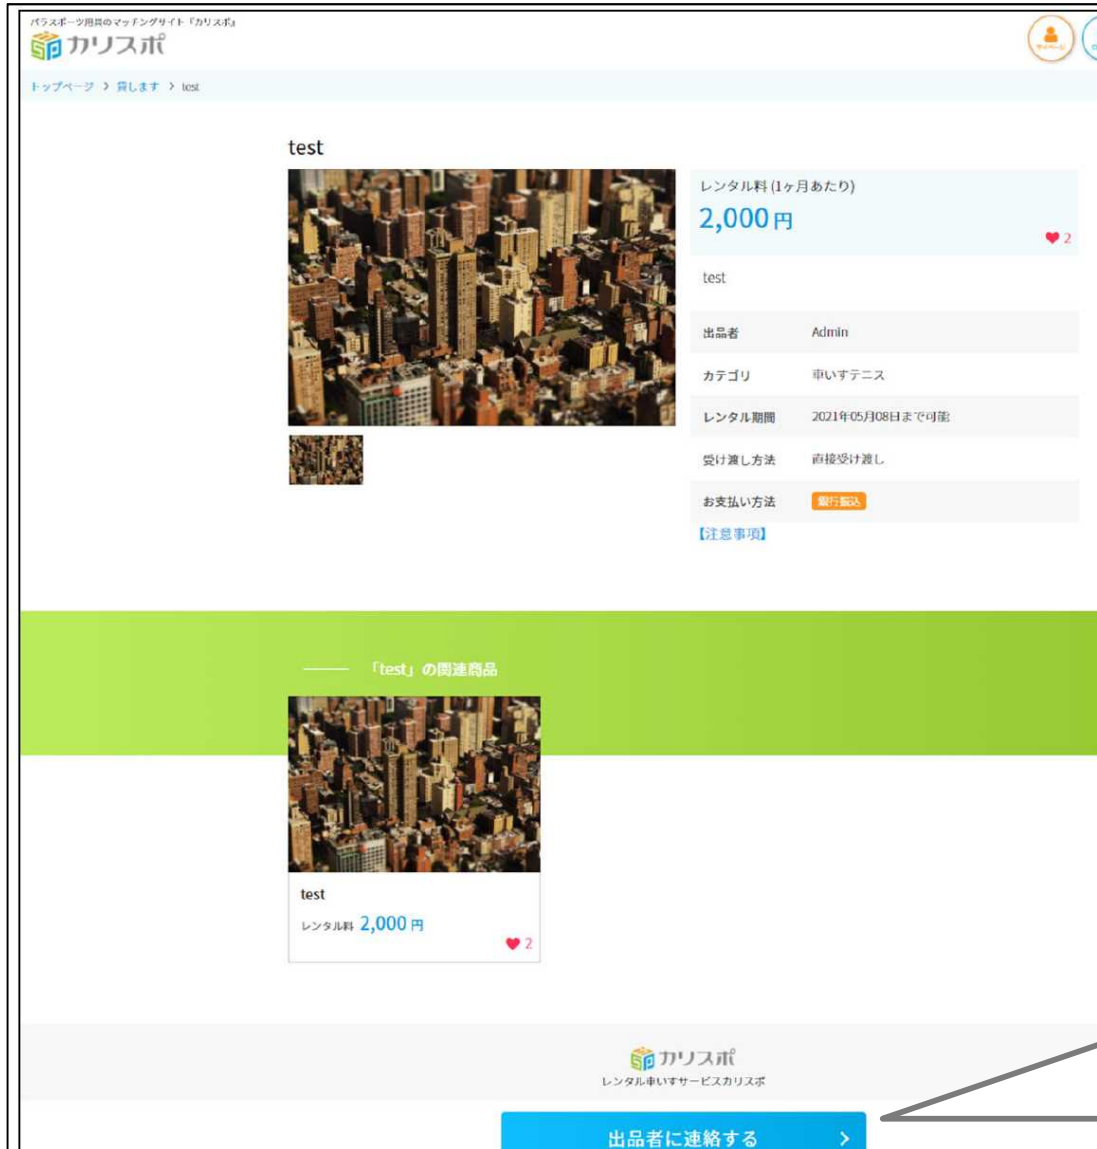 パラスポーツ用具のマッチングサイト『カリスポ』
カリスポ
マイページ
トップページ > 貸します > test
test
レンタル料 (1ヶ月あたり)
2,000 円
2
test
出品者 Admin
カテゴリ 車いすテニス
レンタル期間 2021年05月08日まで可能
受け渡し方法 直接受け渡し
お支払い方法 銀行振込
【注意事項】
「test」の関連商品
test
レンタル料 2,000 円
2
カリスポ
レンタル車いすサービスカリスポ
出品者に連絡する >